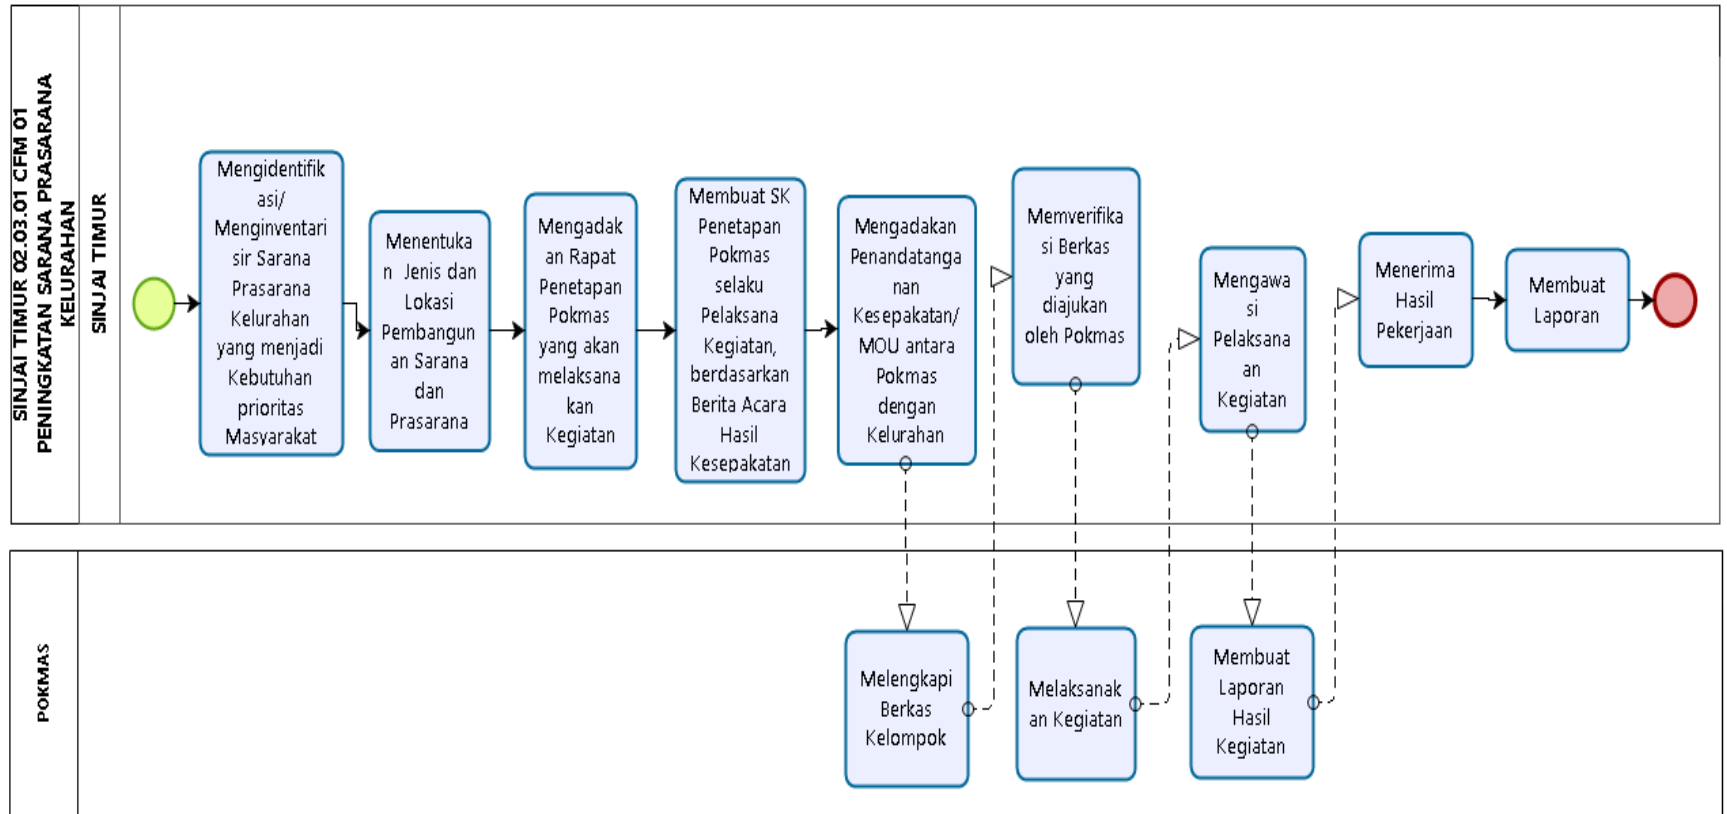 SINJAI TIMUR 02.03.01 CFM 01
PENINGKATAN SARANA PRASARANA
KELURAHAN
SINJAI TIMUR
Mengidentifik
asi/
Menginventari
sir Sarana
Prasarana
Kelurahan
yang menjadi
Kebutuhan
prioritas
Masyarakat
Menentuka
n Jenis dan
Lokasi
Pembangun
an Sarana
dan
Prasarana
Mengadak
an Rapat
Penetapan
Pokmas
yang akan
melaksana
kan
Kegiatan
Membuat SK
Penetapan
Pokmas
selaku
Pelaksana
Kegiatan,
berdasarkan
Berita Acara
Hasil
Kesepakatan
Mengadakan
Penandatanga
nan
Kesepakatan/
MOU antara
Pokmas
dengan
Kelurahan
Memverifika
si Berkas
yang
diajukan
oleh Pokmas
Mengawa
si
Pelaksana
an
Kegiatan
Menerima
Hasil
Pekerjaan
Membuat
Laporan
POKMAS
Melengkapi
Berkas
Kelompok
Melaksanak
an Kegiatan
Membuat
Laporan
Hasil
Kegiatan